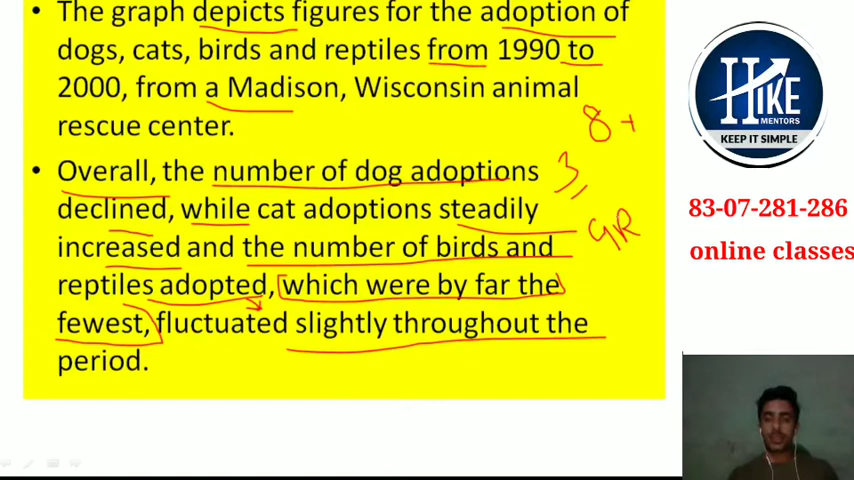 The graph depicts figures for the adoption of
dogs, cats, birds and reptiles from 1990 to
2000, from a Madison, Wisconsin animal
rescue center.
8+
Overall, the number of dog adoptions
3,
declined, while cat adoptions steadily
GR
increased and the number of birds and
reptiles adopted, which were by far the
fewest, fluctuated slightly throughout the
period.
HIKE
MENTORS
KEEP IT SIMPLE
83-07-281-286
online classes